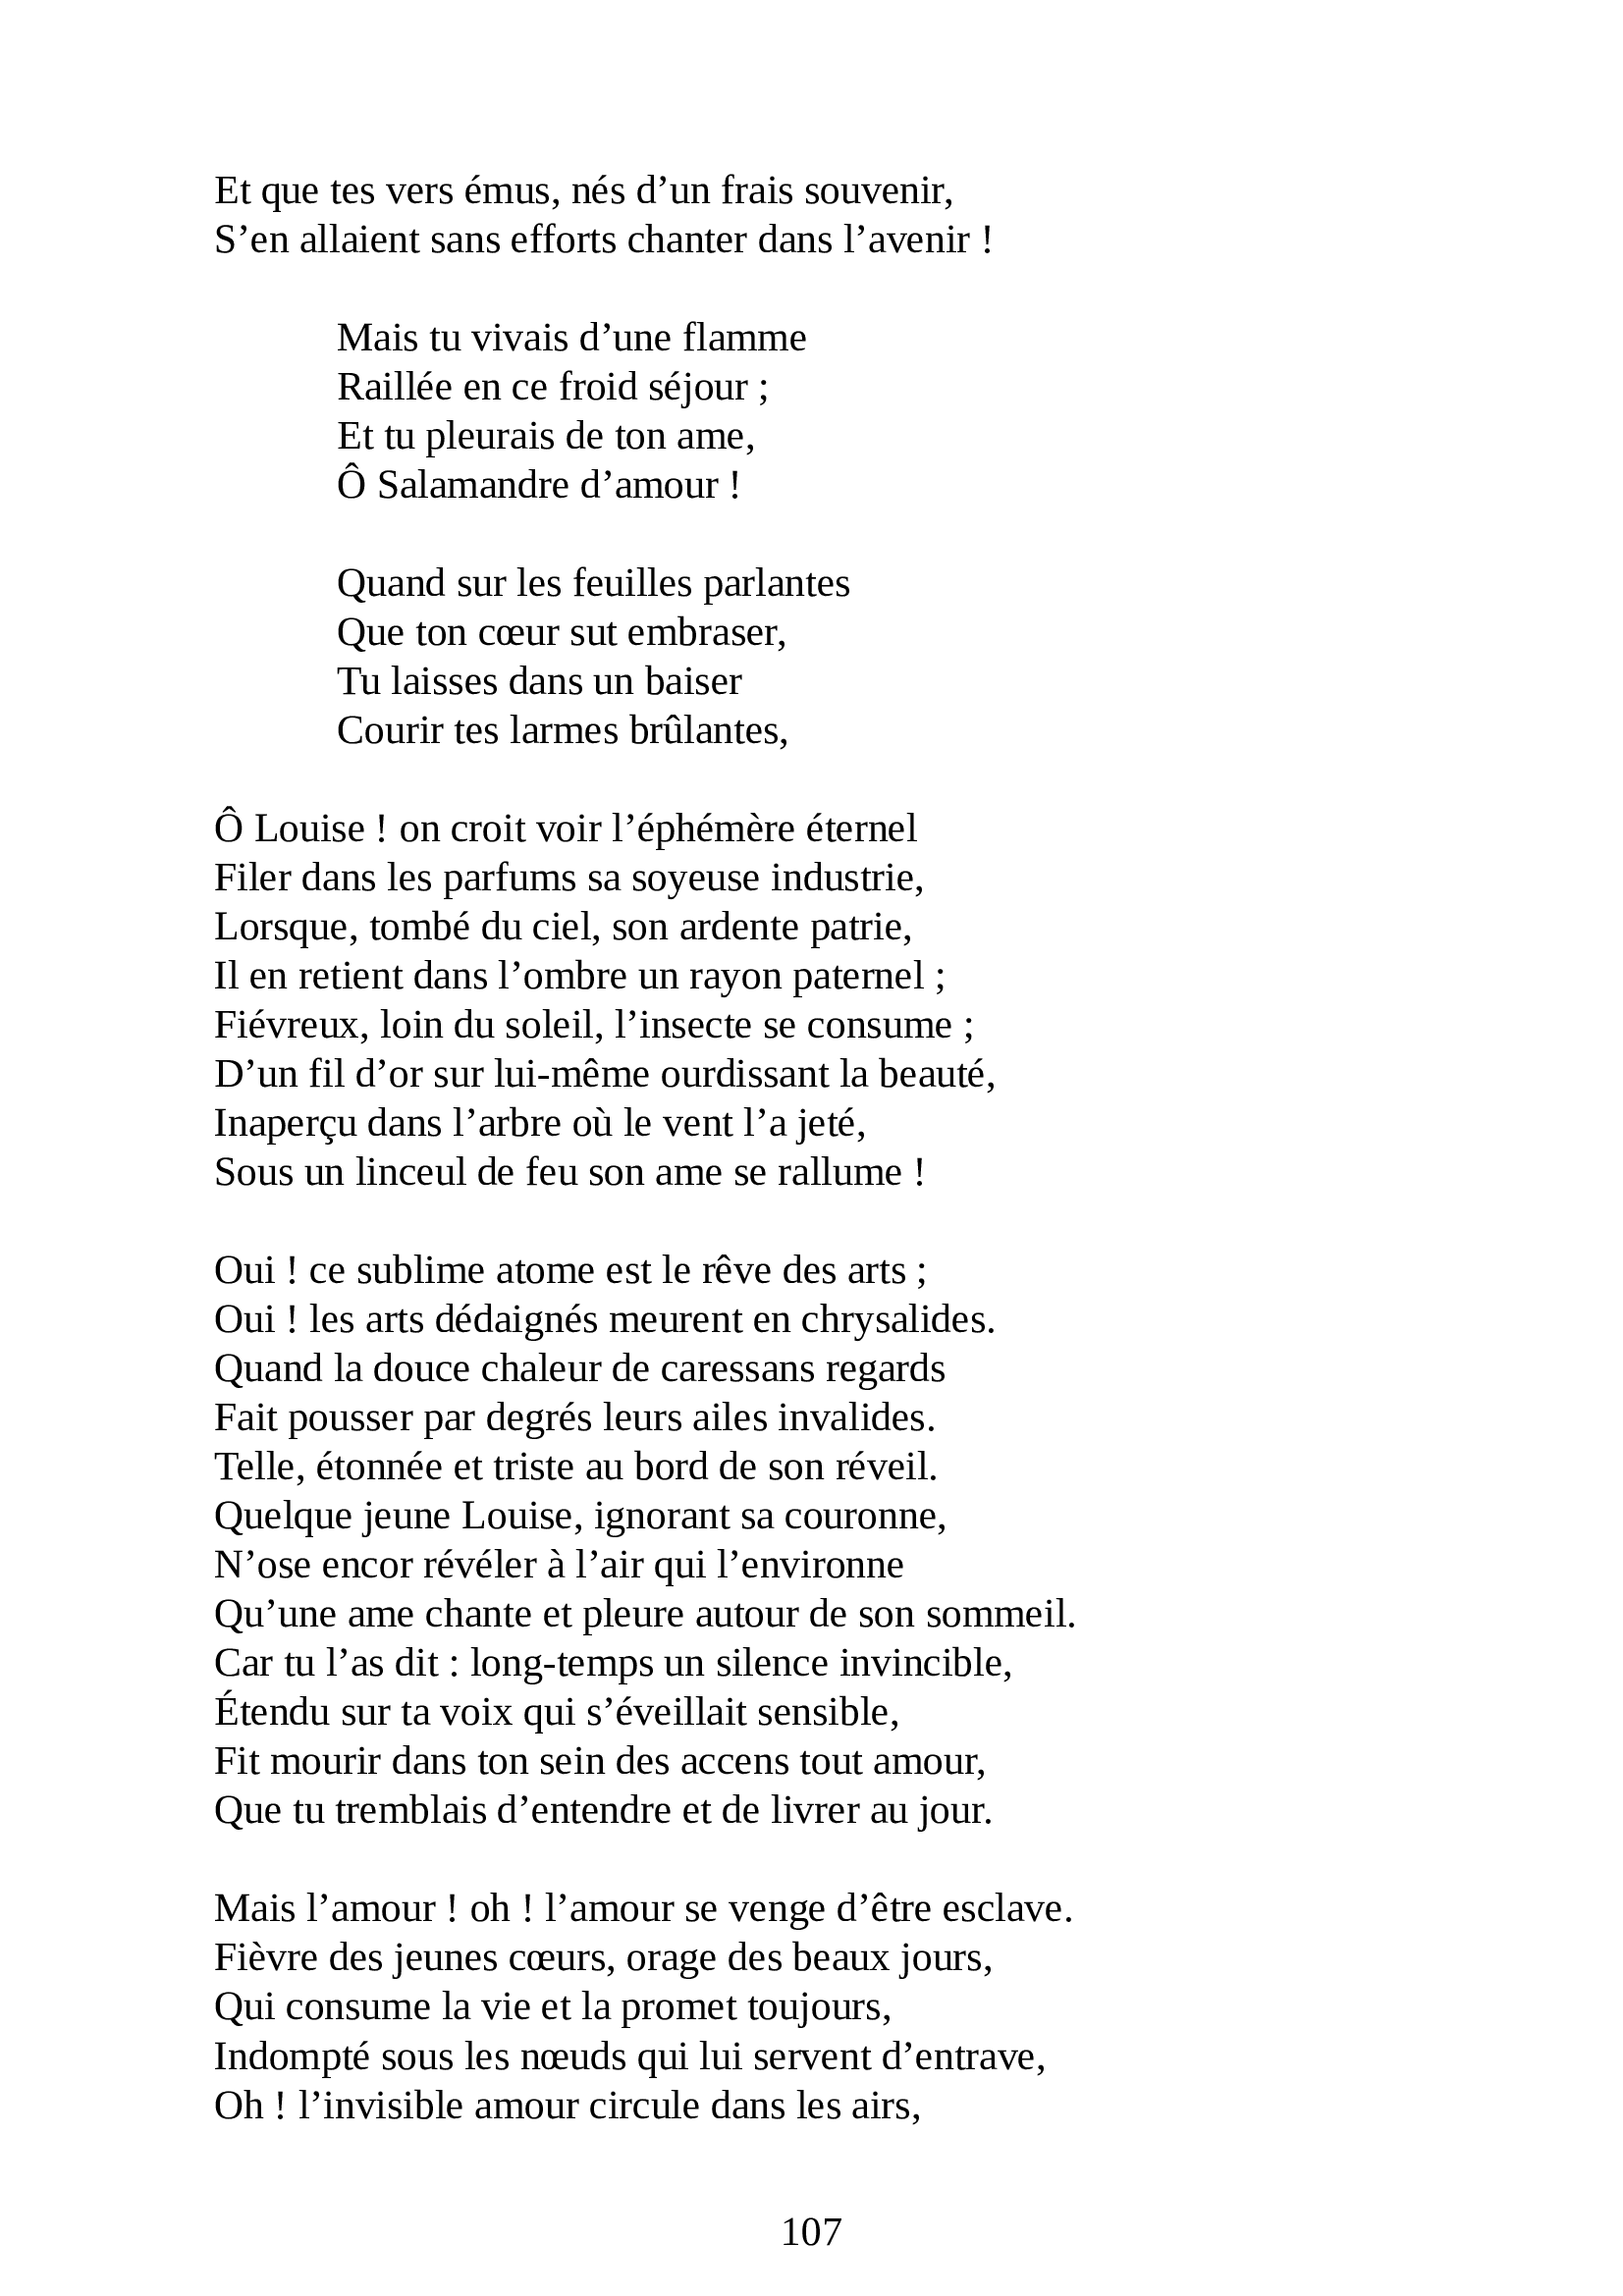 Et que tes vers émus, nés d’un frais souvenir,
S’en allaient sans efforts chanter dans l’avenir !
Mais tu vivais d’une flamme
Raillée en ce froid séjour ;
Et tu pleurais de ton ame,
Ô Salamandre d’amour !
Quand sur les feuilles parlantes
Que ton cœur sut embraser,
Tu laisses dans un baiser
Courir tes larmes brûlantes,
Ô Louise ! on croit voir l’éphémère éternel
Filer dans les parfums sa soyeuse industrie,
Lorsque, tombé du ciel, son ardente patrie,
Il en retient dans l’ombre un rayon paternel ;
Fiévreux, loin du soleil, l’insecte se consume ;
D’un fil d’or sur lui-même ourdissant la beauté,
Inaperçu dans l’arbre où le vent l’a jeté,
Sous un linceul de feu son ame se rallume !
Oui ! ce sublime atome est le rêve des arts ;
Oui ! les arts dédaignés meurent en chrysalides.
Quand la douce chaleur de caressans regards
Fait pousser par degrés leurs ailes invalides.
Telle, étonnée et triste au bord de son réveil.
Quelque jeune Louise, ignorant sa couronne,
N’ose encor révéler à l’air qui l’environne
Qu’une ame chante et pleure autour de son sommeil.
Car tu l’as dit : long-temps un silence invincible,
Étendu sur ta voix qui s’éveillait sensible,
Fit mourir dans ton sein des accens tout amour,
Que tu tremblais d’entendre et de livrer au jour.
Mais l’amour ! oh ! l’amour se venge d’être esclave.
Fièvre des jeunes cœurs, orage des beaux jours,
Qui consume la vie et la promet toujours,
Indompté sous les nœuds qui lui servent d’entrave,
Oh ! l’invisible amour circule dans les airs,
107